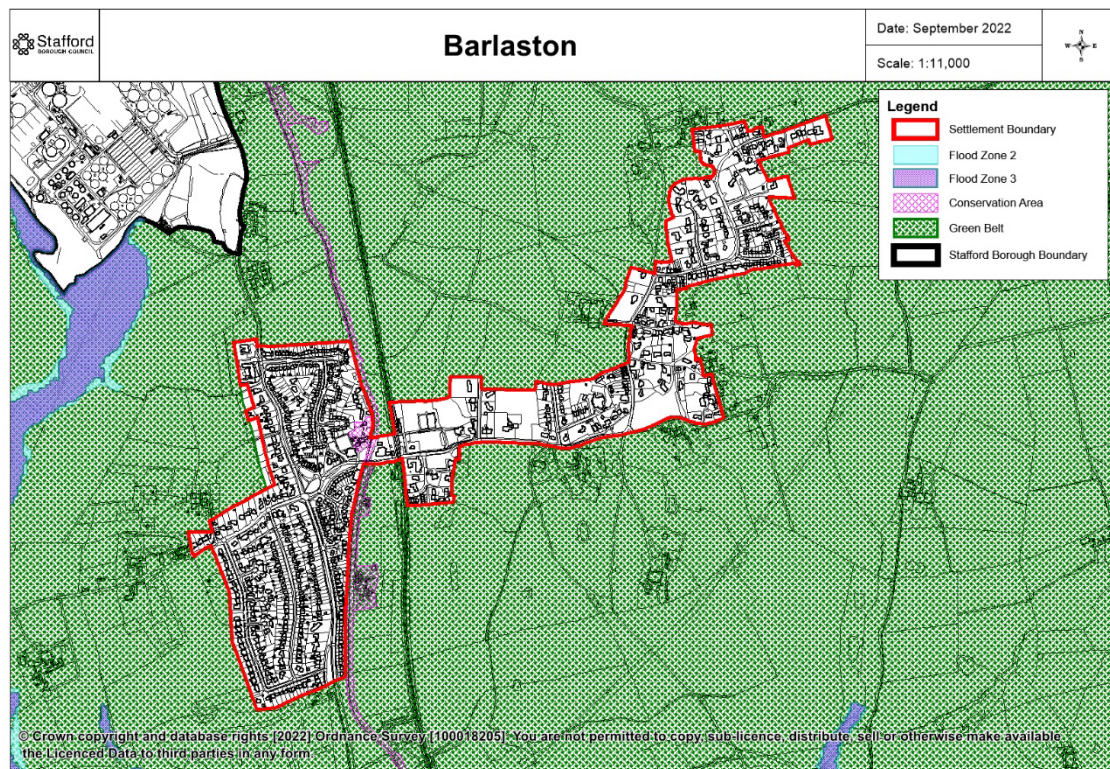 Stafford
BOROUGH COUNCIL
Barlaston
Date: September 2022
Scale: 1:11,000
N
W E
S
Legend
Settlement Boundary
Flood Zone 2
Flood Zone 3
Conservation Area
Green Belt
Stafford Borough Boundary
© Crown copyright and database rights [2022] Ordnance Survey [100018205]. You are not permitted to copy, sub-licence, distribute, sell or otherwise make available
the Licenced Data to third parties in any form.